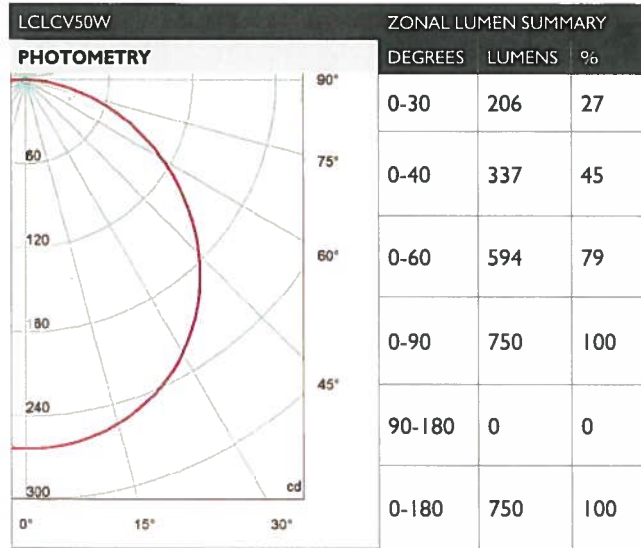 LCLCV50W
PHOTOMETRY
90°
75°
60°
45°
60
120
180
240
300
cd
0° 15° 30°
ZONAL LUMEN SUMMARY
DEGREES LUMENS %
0-30 206 27
0-40 337 45
0-60 594 79
0-90 750 100
90-180 0 0
0-180 750 100